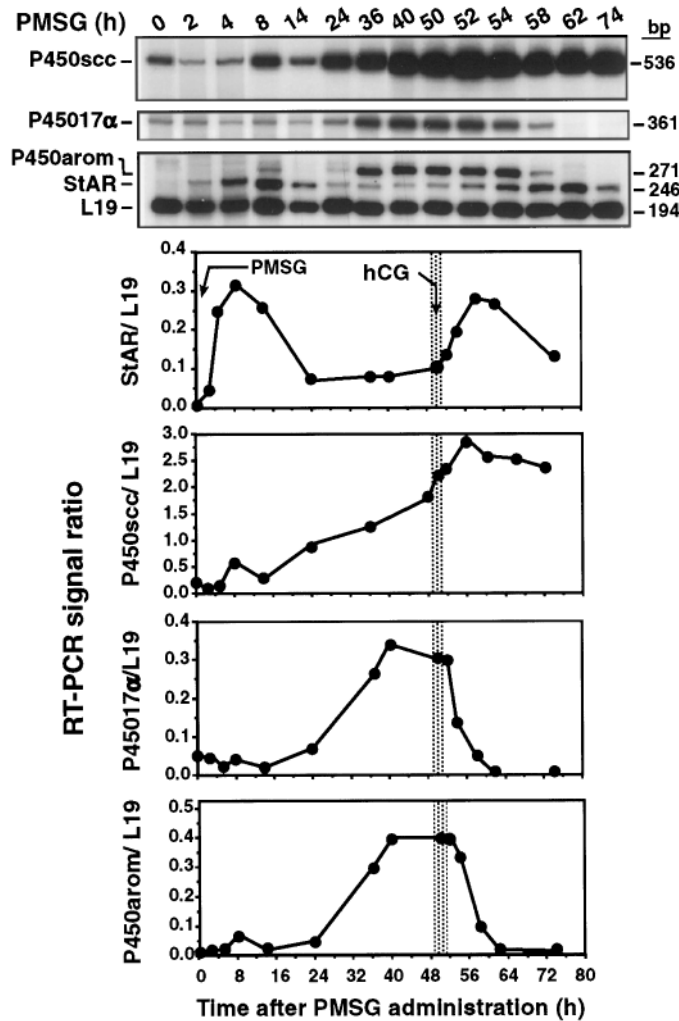 PMSG (h) 0 2 4 8 14 24 36 40 50 52 54 58 62 74 bp
P450scc 536
P45017α 361
P450arom 271
StAR 246
L19 194
0.4
0.3
0.2
0.1
0.0
StAR/ L19
PMSG
hCG
3.0
2.5
2.0
1.0
0.5
0.0
P450scc/ L19
RT-PCR signal ratio
0.4
0.3
0.1
0.0
P45017α/L19
0.5
0.4
0.3
0.2
0.1
0.0
P450arom/ L19
0 8 16 24 32 40 48 56 64 72 80
Time after PMSG administration (h)